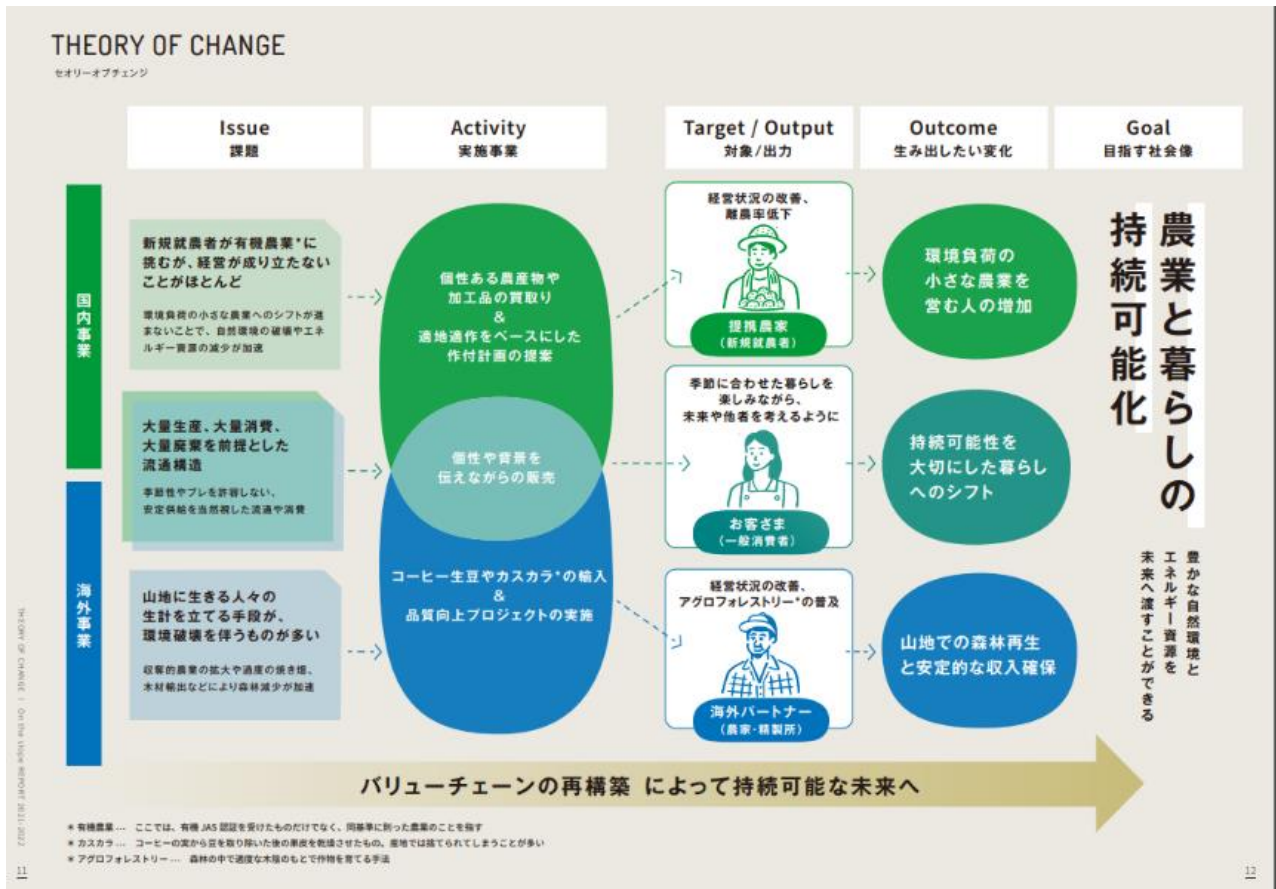 THEORY OF CHANGE
セオリーオブチェンジ
Issue
課題
Activity
実施事業
Target / Output
対象/出力
Outcome
生み出したい変化
Goal
目指す社会像
国内事業
新規就農者が有機農業*に
挑むが、経営が成り立たない
ことがほとんど
環境負荷の小さな農業へのシフトが進
まないことで、自然環境の破壊やエネ
ルギー資源の減少が加速
大量生産、大量消費、
大量廃棄を前提とした
流通構造
季節性やブレを許容しない、
安定供給を当然視した流通や消費
海外事業
山地に生きる人々の
生計を立てる手段が、
環境破壊を伴うものが多い
収奪的農業の拡大や過度の焼き畑、
木材輸出などにより森林減少が加速
個性ある農産物や
加工品の買取り
&
適地適作をベースにした
作付計画の提案
個性や背景を
伝えながらの販売
コーヒー生豆やカスカラ*の輸入
&
品質向上プロジェクトの実施
経営状況の改善、
離農率低下
提携農家
(新規就農者)
季節に合わせた暮らしを
楽しみながら、
未来や他者を考えるように
お客さま
(一般消費者)
経営状況の改善、
アグロフォレストリー*の普及
海外パートナー
(農家・精製所)
環境負荷の
小さな農業を
営む人の増加
持続可能性を
大切にした暮らし
へのシフト
山地での森林再生
と安定的な収入確保
農業と暮らしの
持続可能化
豊かな自然環境と
エネルギー資源を
未来へ渡すことができる
バリューチェーンの再構築 によって持続可能な未来へ
* 有機農業… ここでは、有機 JAS 認証を受けたものだけでなく、同基準に則った農業のことを指す
* カスカラ… コーヒーの実から豆を取り除いた後の果皮を乾燥させたもの。産地では捨てられてしまうことが多い
* アグロフォレストリー… 森林の中で適度な木陰のもとで作物を育てる手法
THEORY OF CHANGE | On the slope REPORT 2021-2022
11
12